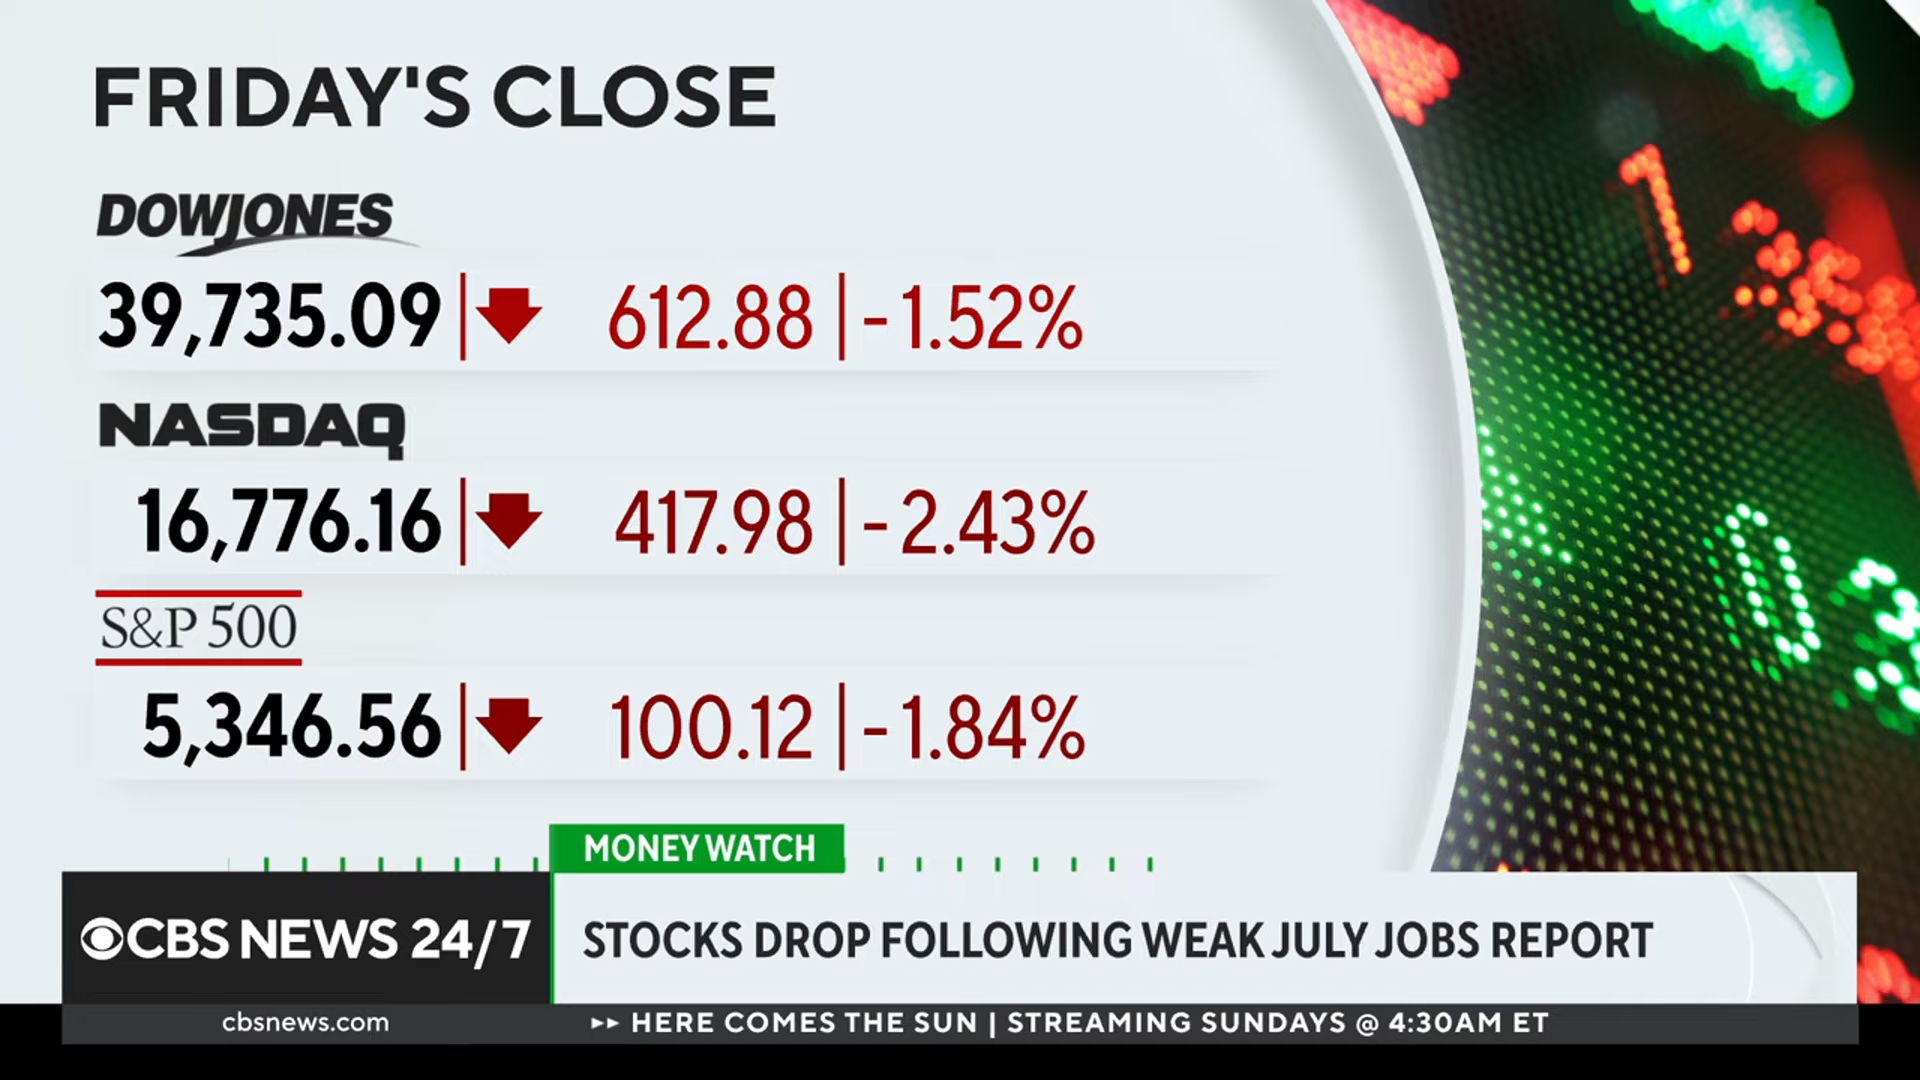 FRIDAY'S CLOSE
DOWJONES
39,735.09 612.88 -1.52%
NASDAQ
16,776.16 417.98 -2.43%
S&P 500
5,346.56 100.12 -1.84%
MONEY WATCH
CBS NEWS 24/7
STOCKS DROP FOLLOWING WEAK JULY JOBS REPORT
cbsnews.com
HERE COMES THE SUN | STREAMING SUNDAYS @ 4:30AM ET